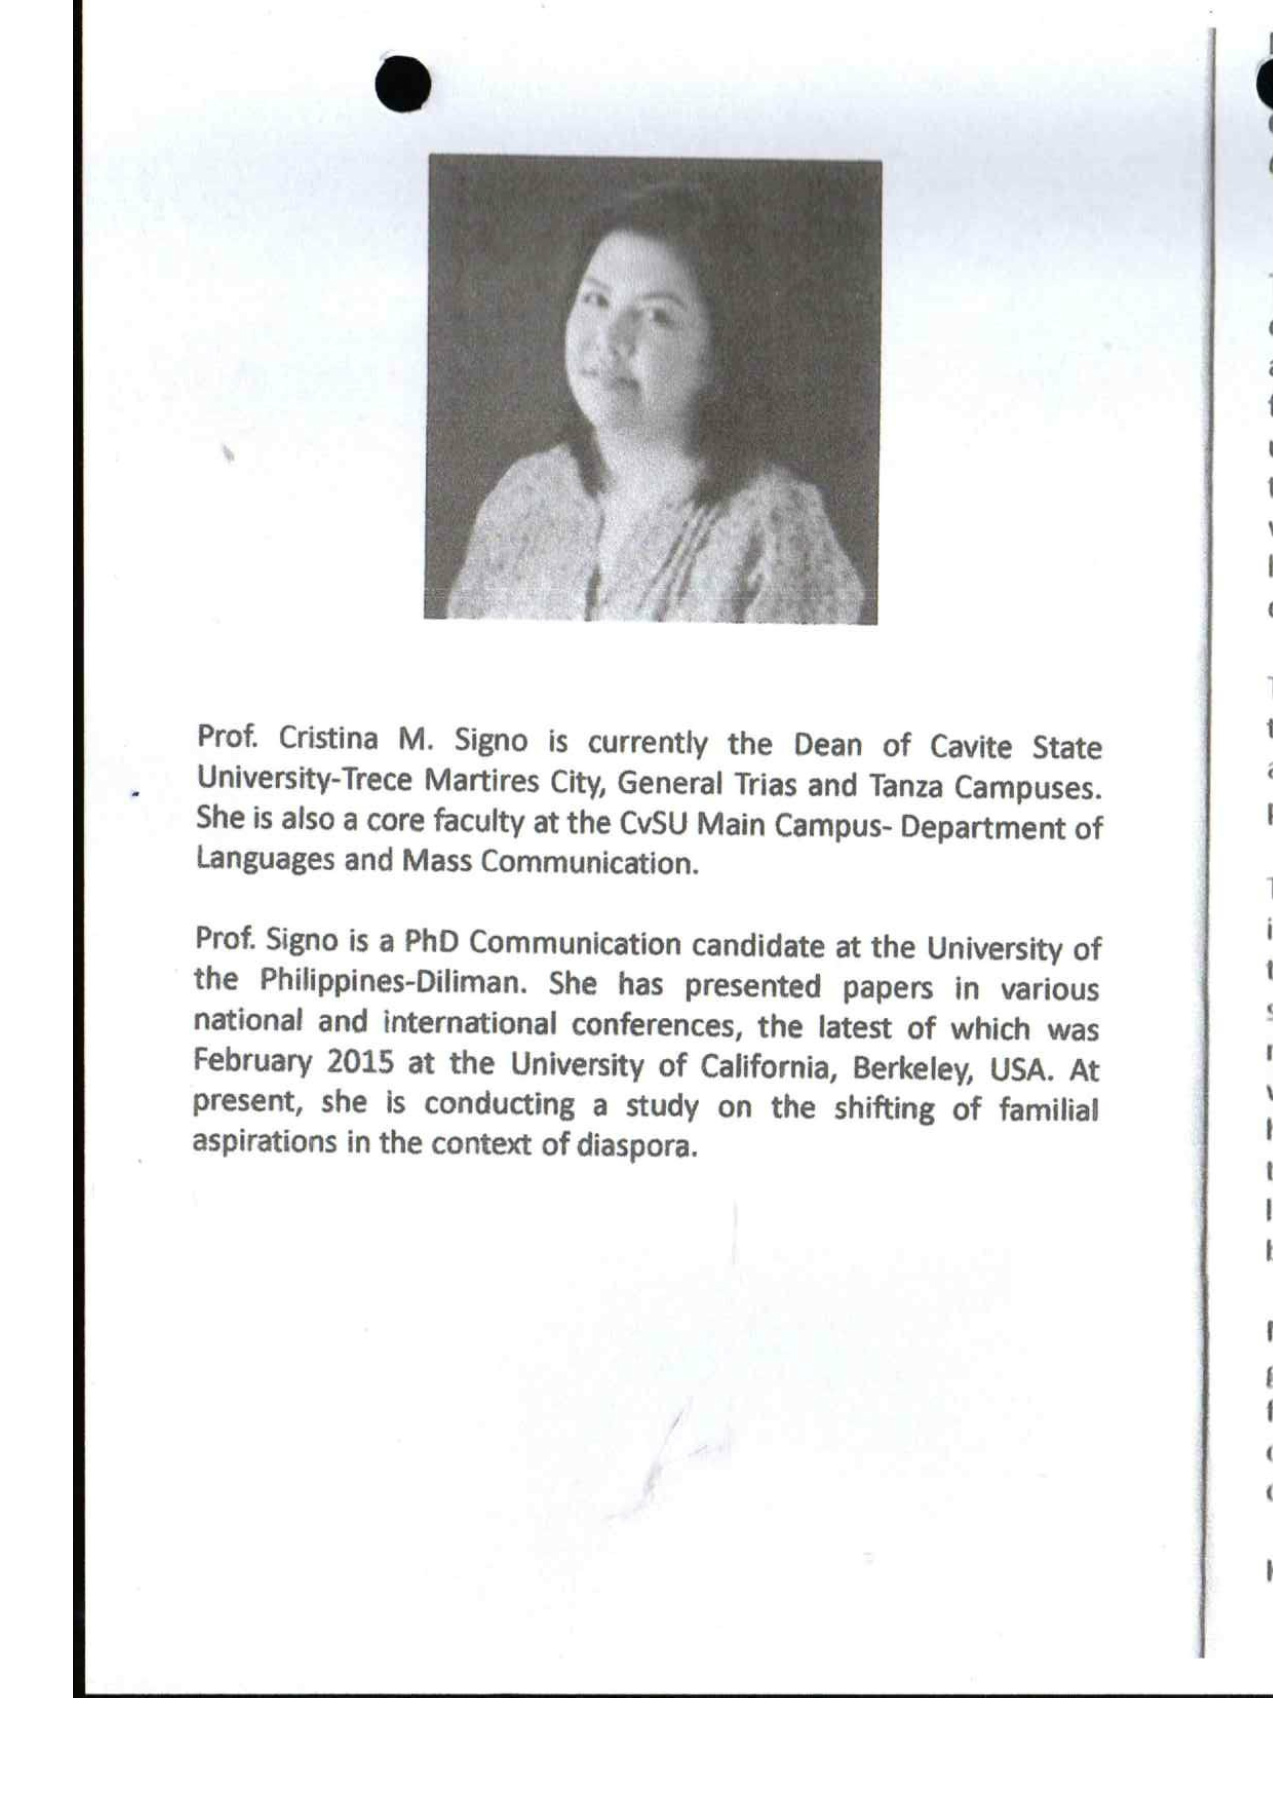 Prof. Cristina M. Signo is currently the Dean of Cavite State
University-Trece Martires City, General Trias and Tanza Campuses.
She is also a core faculty at the CvSU Main Campus- Department of
Languages and Mass Communication.
Prof. Signo is a PhD Communication candidate at the University of
the Philippines-Diliman. She has presented papers in various
national and international conferences, the latest of which was
February 2015 at the University of California, Berkeley, USA. At
present, she is conducting a study on the shifting of familial
aspirations in the context of diaspora.